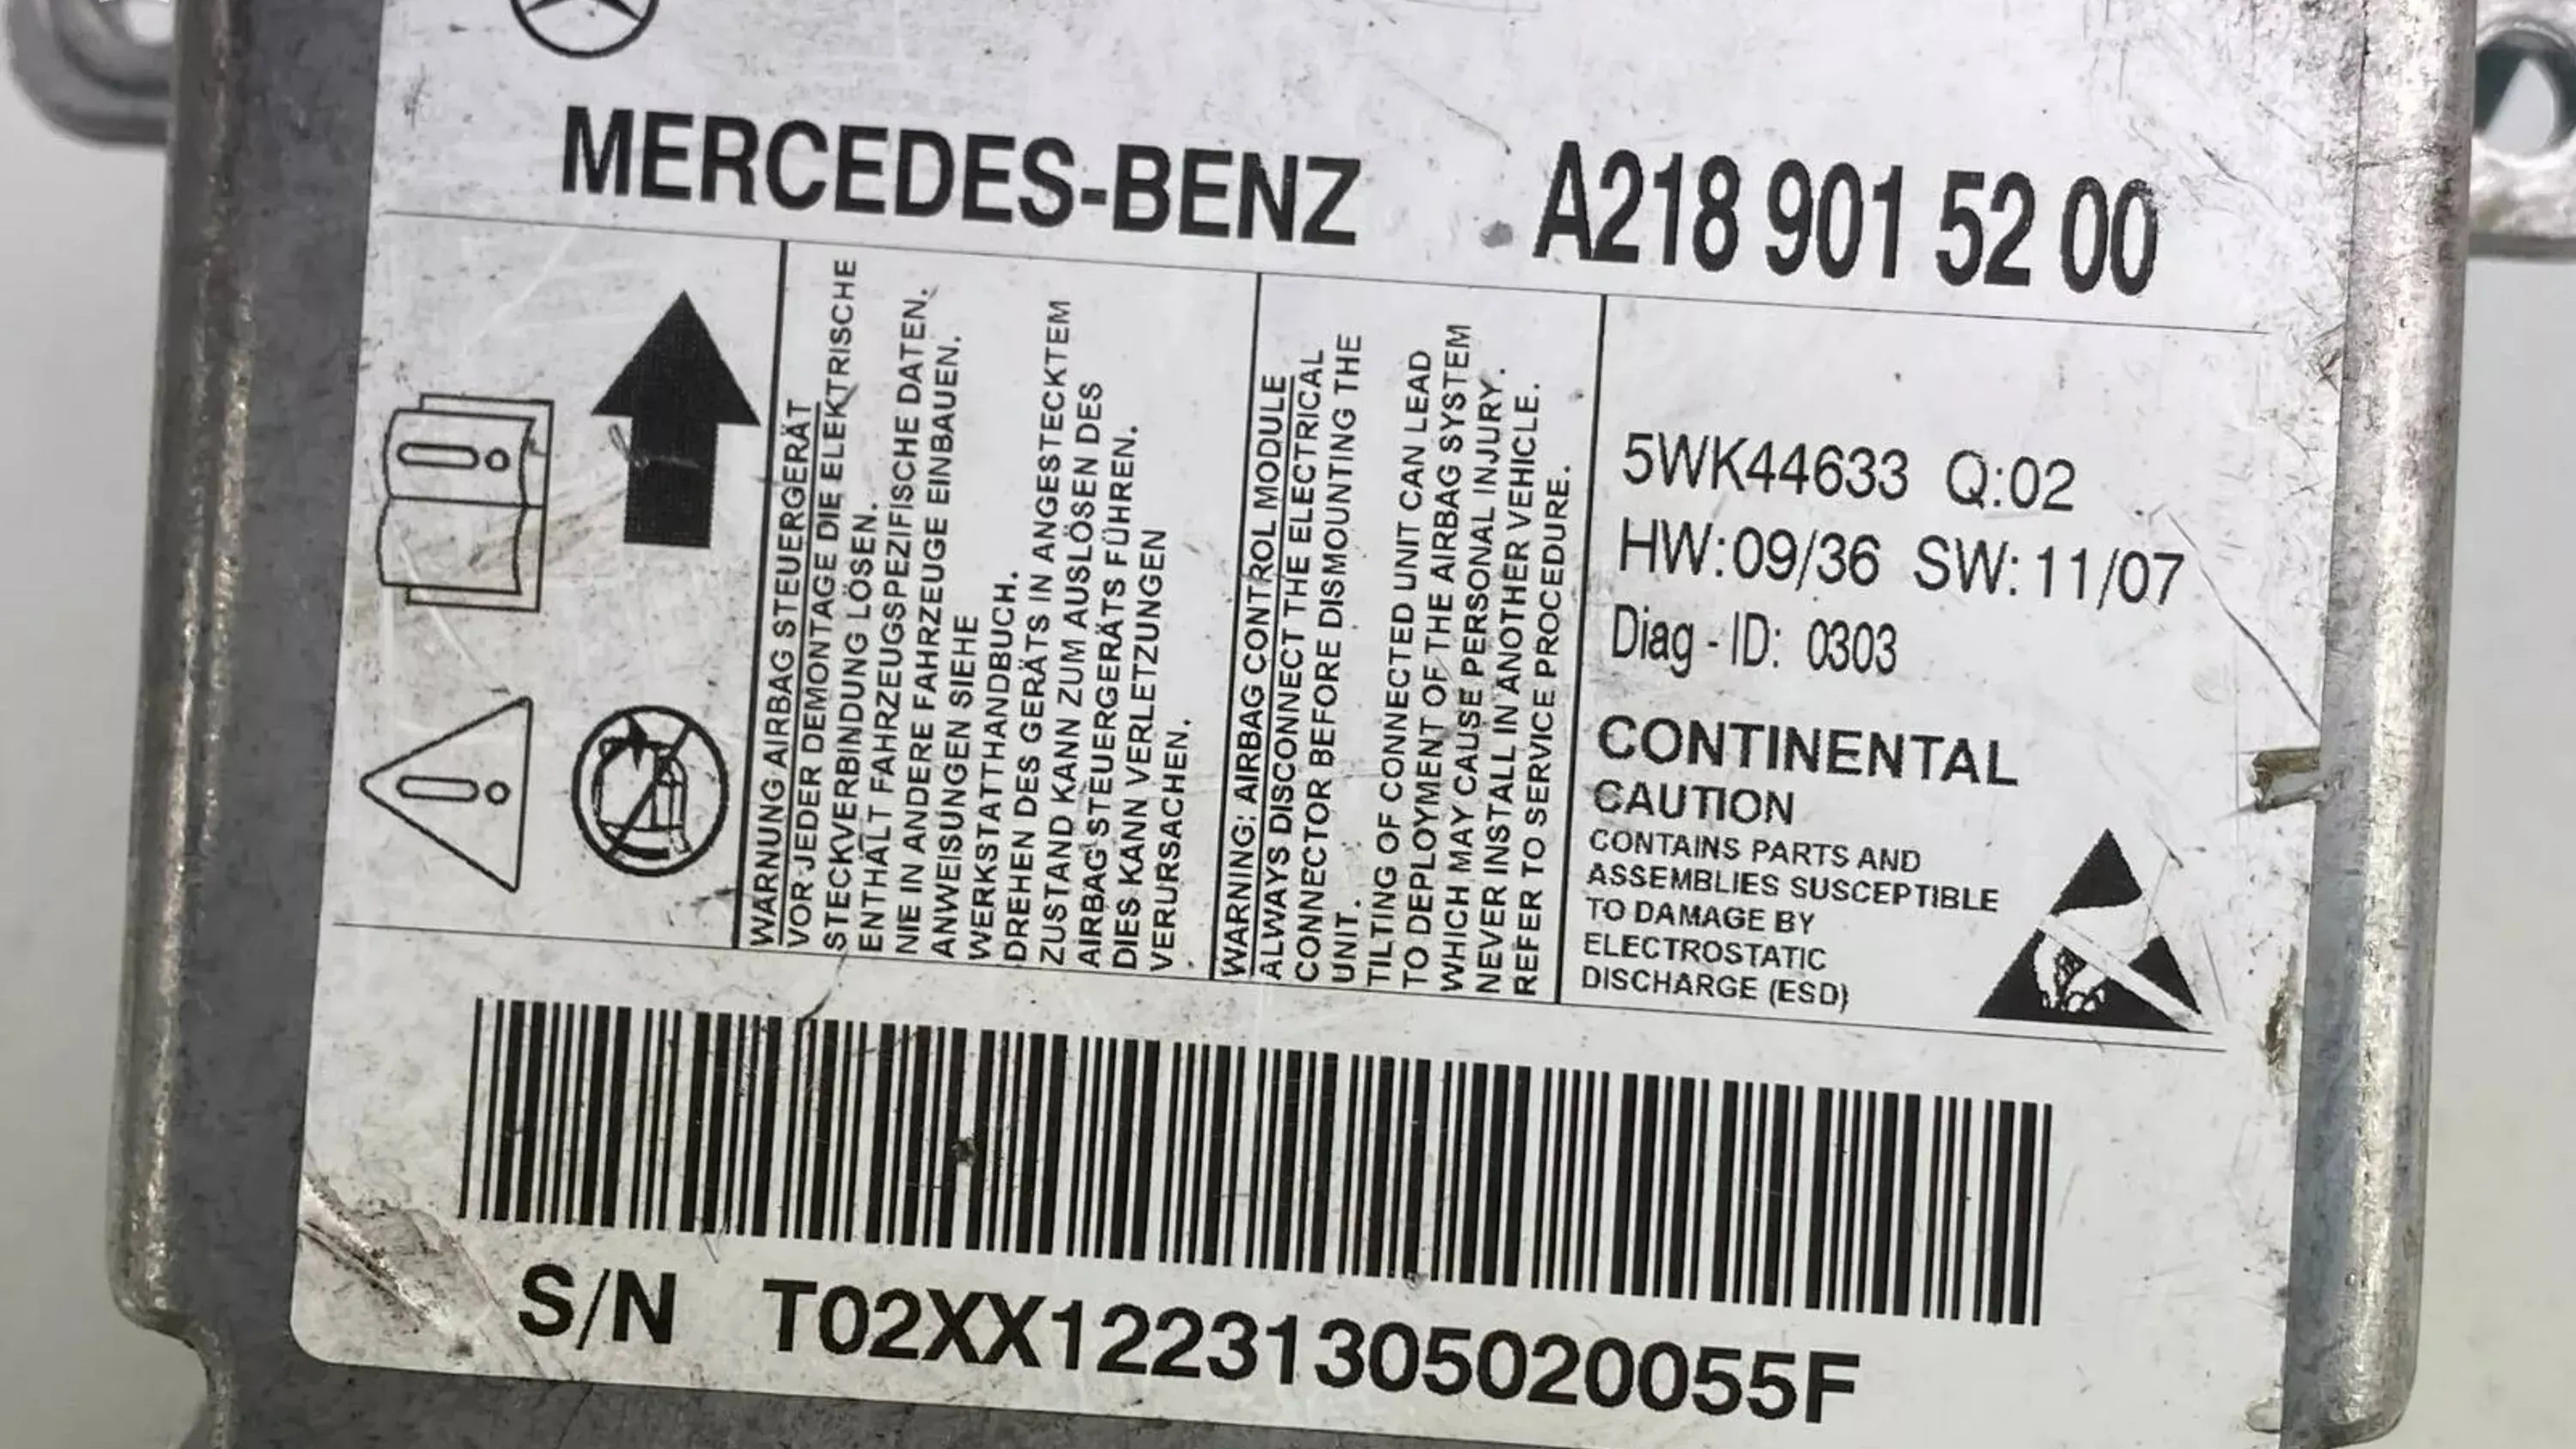 MERCEDES-BENZ A218 901 52 00
WARNUNG AIRBAG STEUERGERÄT
VOR JEDER DEMONTAGE DIE ELEKTRISCHE
STECKVERBINDUNG LÖSEN.
ENTHÄLT FAHRZEUGSPEZIFISCHE DATEN.
NIE IN ANDERE FAHRZEUGE EINBAUEN.
ANWEISUNGEN SIEHE
WERKSTATTHANDBUCH.
DREHEN DES GERÄTS IN ANGESTECKTEM
ZUSTAND KANN ZUM AUSLÖSEN DES
AIRBAG STEUERGERÄTS FÜHREN.
DIES KANN VERLETZUNGEN
VERURSACHEN.
WARNING: AIRBAG CONTROL MODULE
ALWAYS DISCONNECT THE ELECTRICAL
CONNECTOR BEFORE DISMOUNTING THE
UNIT.
TILTING OF CONNECTED UNIT CAN LEAD
TO DEPLOYMENT OF THE AIRBAG SYSTEM
WHICH MAY CAUSE PERSONAL INJURY.
NEVER INSTALL IN ANOTHER VEHICLE.
REFER TO SERVICE PROCEDURE.
5WK44633 Q:02
HW:09/36 SW:11/07
Diag - ID: 0303
CONTINENTAL
CAUTION
CONTAINS PARTS AND
ASSEMBLIES SUSCEPTIBLE
TO DAMAGE BY
ELECTROSTATIC
DISCHARGE (ESD)
S/N T02XX12231305020055F